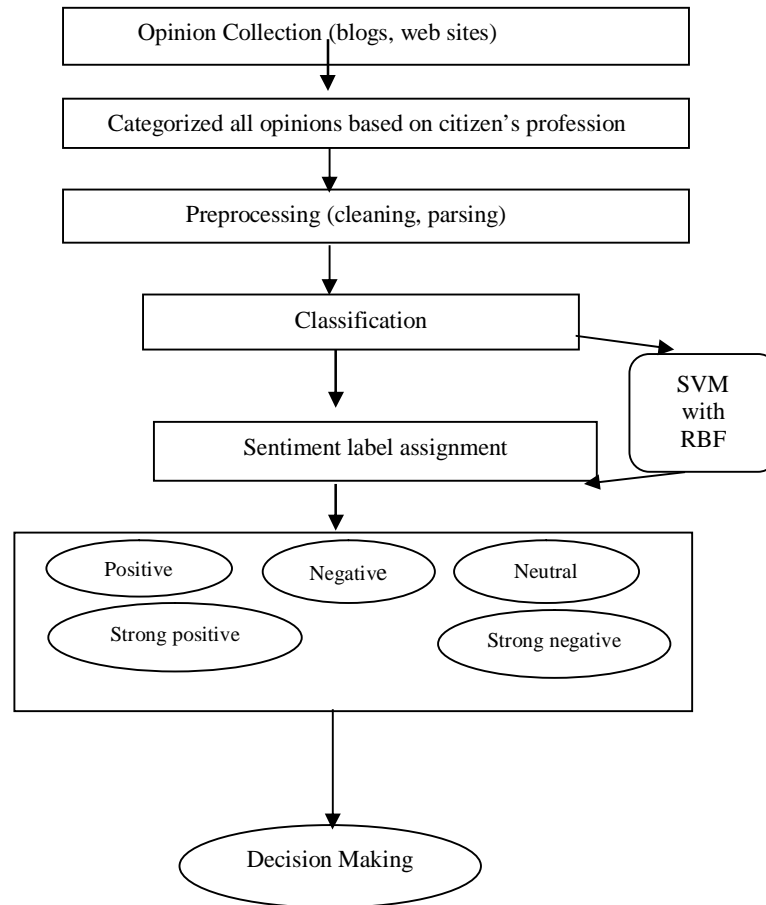 Opinion Collection (blogs, web sites)
Categorized all opinions based on citizen’s profession
Preprocessing (cleaning, parsing)
Classification
SVM
with
RBF
Sentiment label assignment
Positive
Negative
Neutral
Strong positive
Strong negative
Decision Making